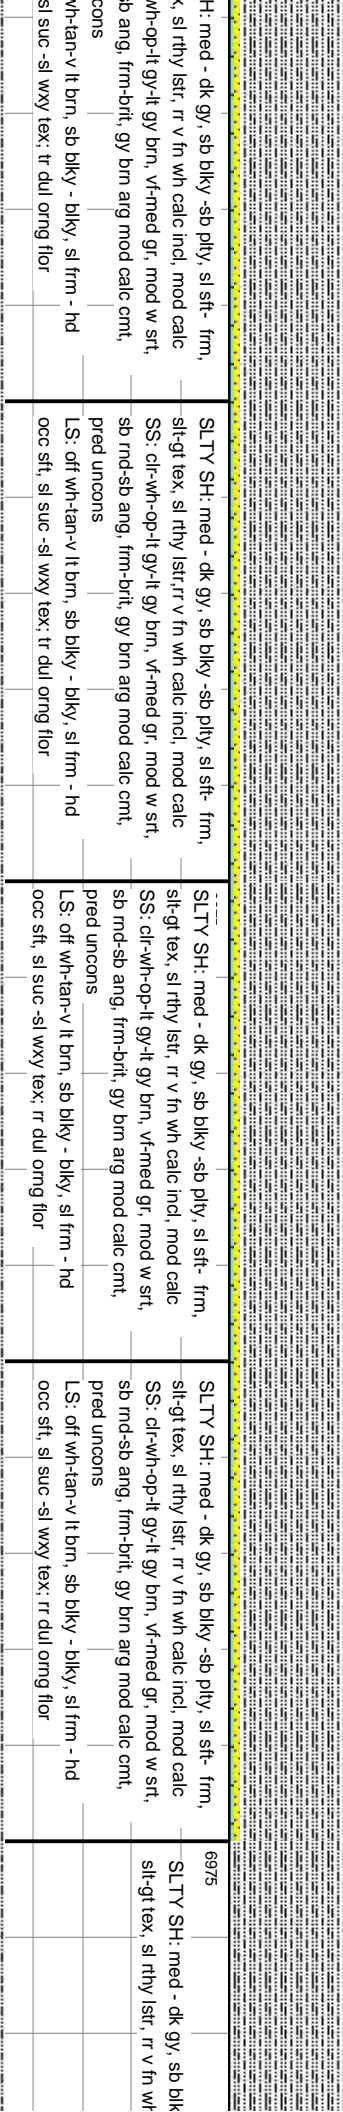 H: med - dk gy, sb blky -sb plty, sl sft- frm,
x, sl rthy lstr, rr v fn wh calc incl, mod calc
wh-op-lt gy-lt gy brn, vf-med gr, mod w srt,
sb ang, frm-brit, gy brn arg mod calc cmt,
cons
wh-tan-v lt brn, sb blky - blky, sl frm - hd
sl suc -sl wxy tex; tr dul orng flor
SLTY SH: med - dk gy, sb blky -sb plty, sl sft- frm,
slt-gt tex, sl rthy lstr,rr v fn wh calc incl, mod calc
SS: clr-wh-op-lt gy-lt gy brn, vf-med gr, mod w srt,
sb rnd-sb ang, frm-brit, gy brn arg mod calc cmt,
pred uncons
LS: off wh-tan-v lt brn, sb blky - blky, sl frm - hd
occ sft, sl suc -sl wxy tex; tr dul orng flor
SLTY SH: med - dk gy, sb blky -sb plty, sl sft- frm,
slt-gt tex, sl rthy lstr, rr v fn wh calc incl, mod calc
SS: clr-wh-op-lt gy-lt gy brn, vf-med gr, mod w srt,
sb rnd-sb ang, frm-brit, gy brn arg mod calc cmt,
pred uncons
LS: off wh-tan-v lt brn, sb blky - blky, sl frm - hd
occ sft, sl suc -sl wxy tex; rr dul orng flor
SLTY SH: med - dk gy, sb blky -sb plty, sl sft- frm,
slt-gt tex, sl rthy lstr, rr v fn wh calc incl, mod calc
SS: clr-wh-op-lt gy-lt gy brn, vf-med gr, mod w srt,
sb rnd-sb ang, frm-brit, gy brn arg mod calc cmt,
pred uncons
LS: off wh-tan-v lt brn, sb blky - blky, sl frm - hd
occ sft, sl suc -sl wxy tex; rr dul orng flor
6975
SLTY SH: med - dk gy, sb blk
slt-gt tex, sl rthy lstr, rr v fn wh